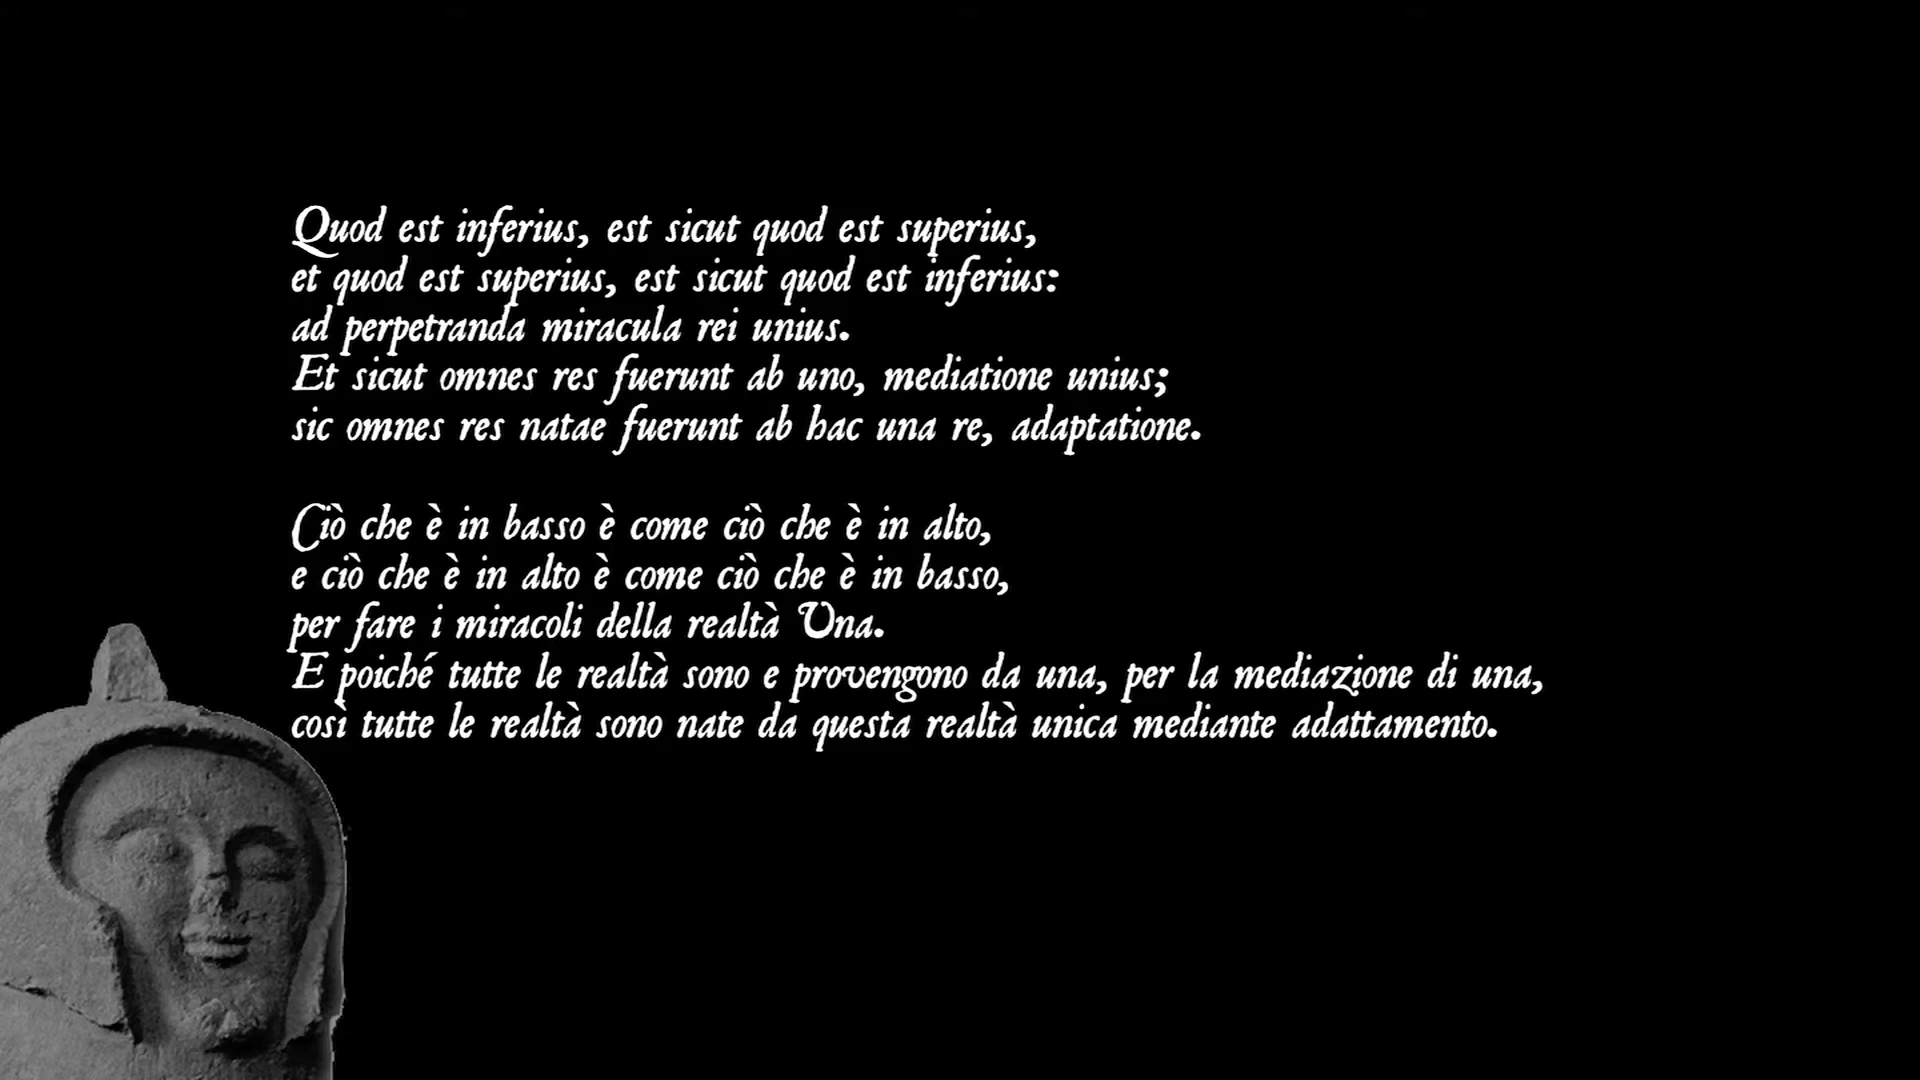 Quod est inferius, est sicut quod est superius,
et quod est superius, est sicut quod est inferius:
ad perpetranda miracula rei unius.
Et sicut omnes res fuerunt ab uno, mediatione unius;
sic omnes res natae fuerunt ab hac una re, adaptatione.
Ciò che è in basso è come ciò che è in alto,
e ciò che è in alto è come ciò che è in basso,
per fare i miracoli della realtà Una.
E poiché tutte le realtà sono e provengono da una, per la mediazione di una,
così tutte le realtà sono nate da questa realtà unica mediante adattamento.